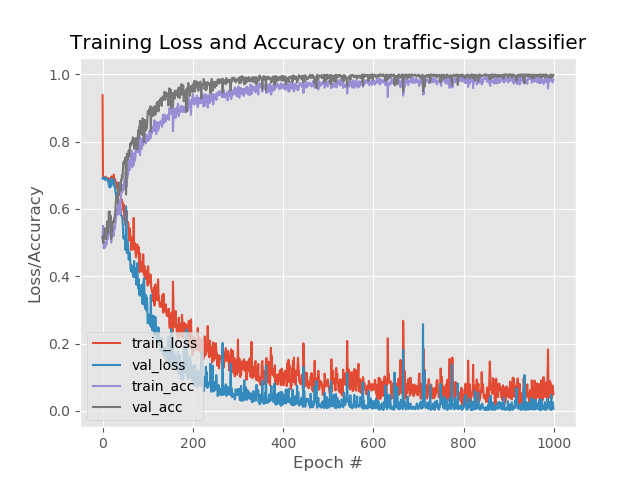 Training Loss and Accuracy on traffic-sign classifier
1.0
0.8
0.6
0.4
0.2
0.0
Loss/Accuracy
train_loss
val_loss
train_acc
val_acc
0
200
400
600
800
1000
Epoch #